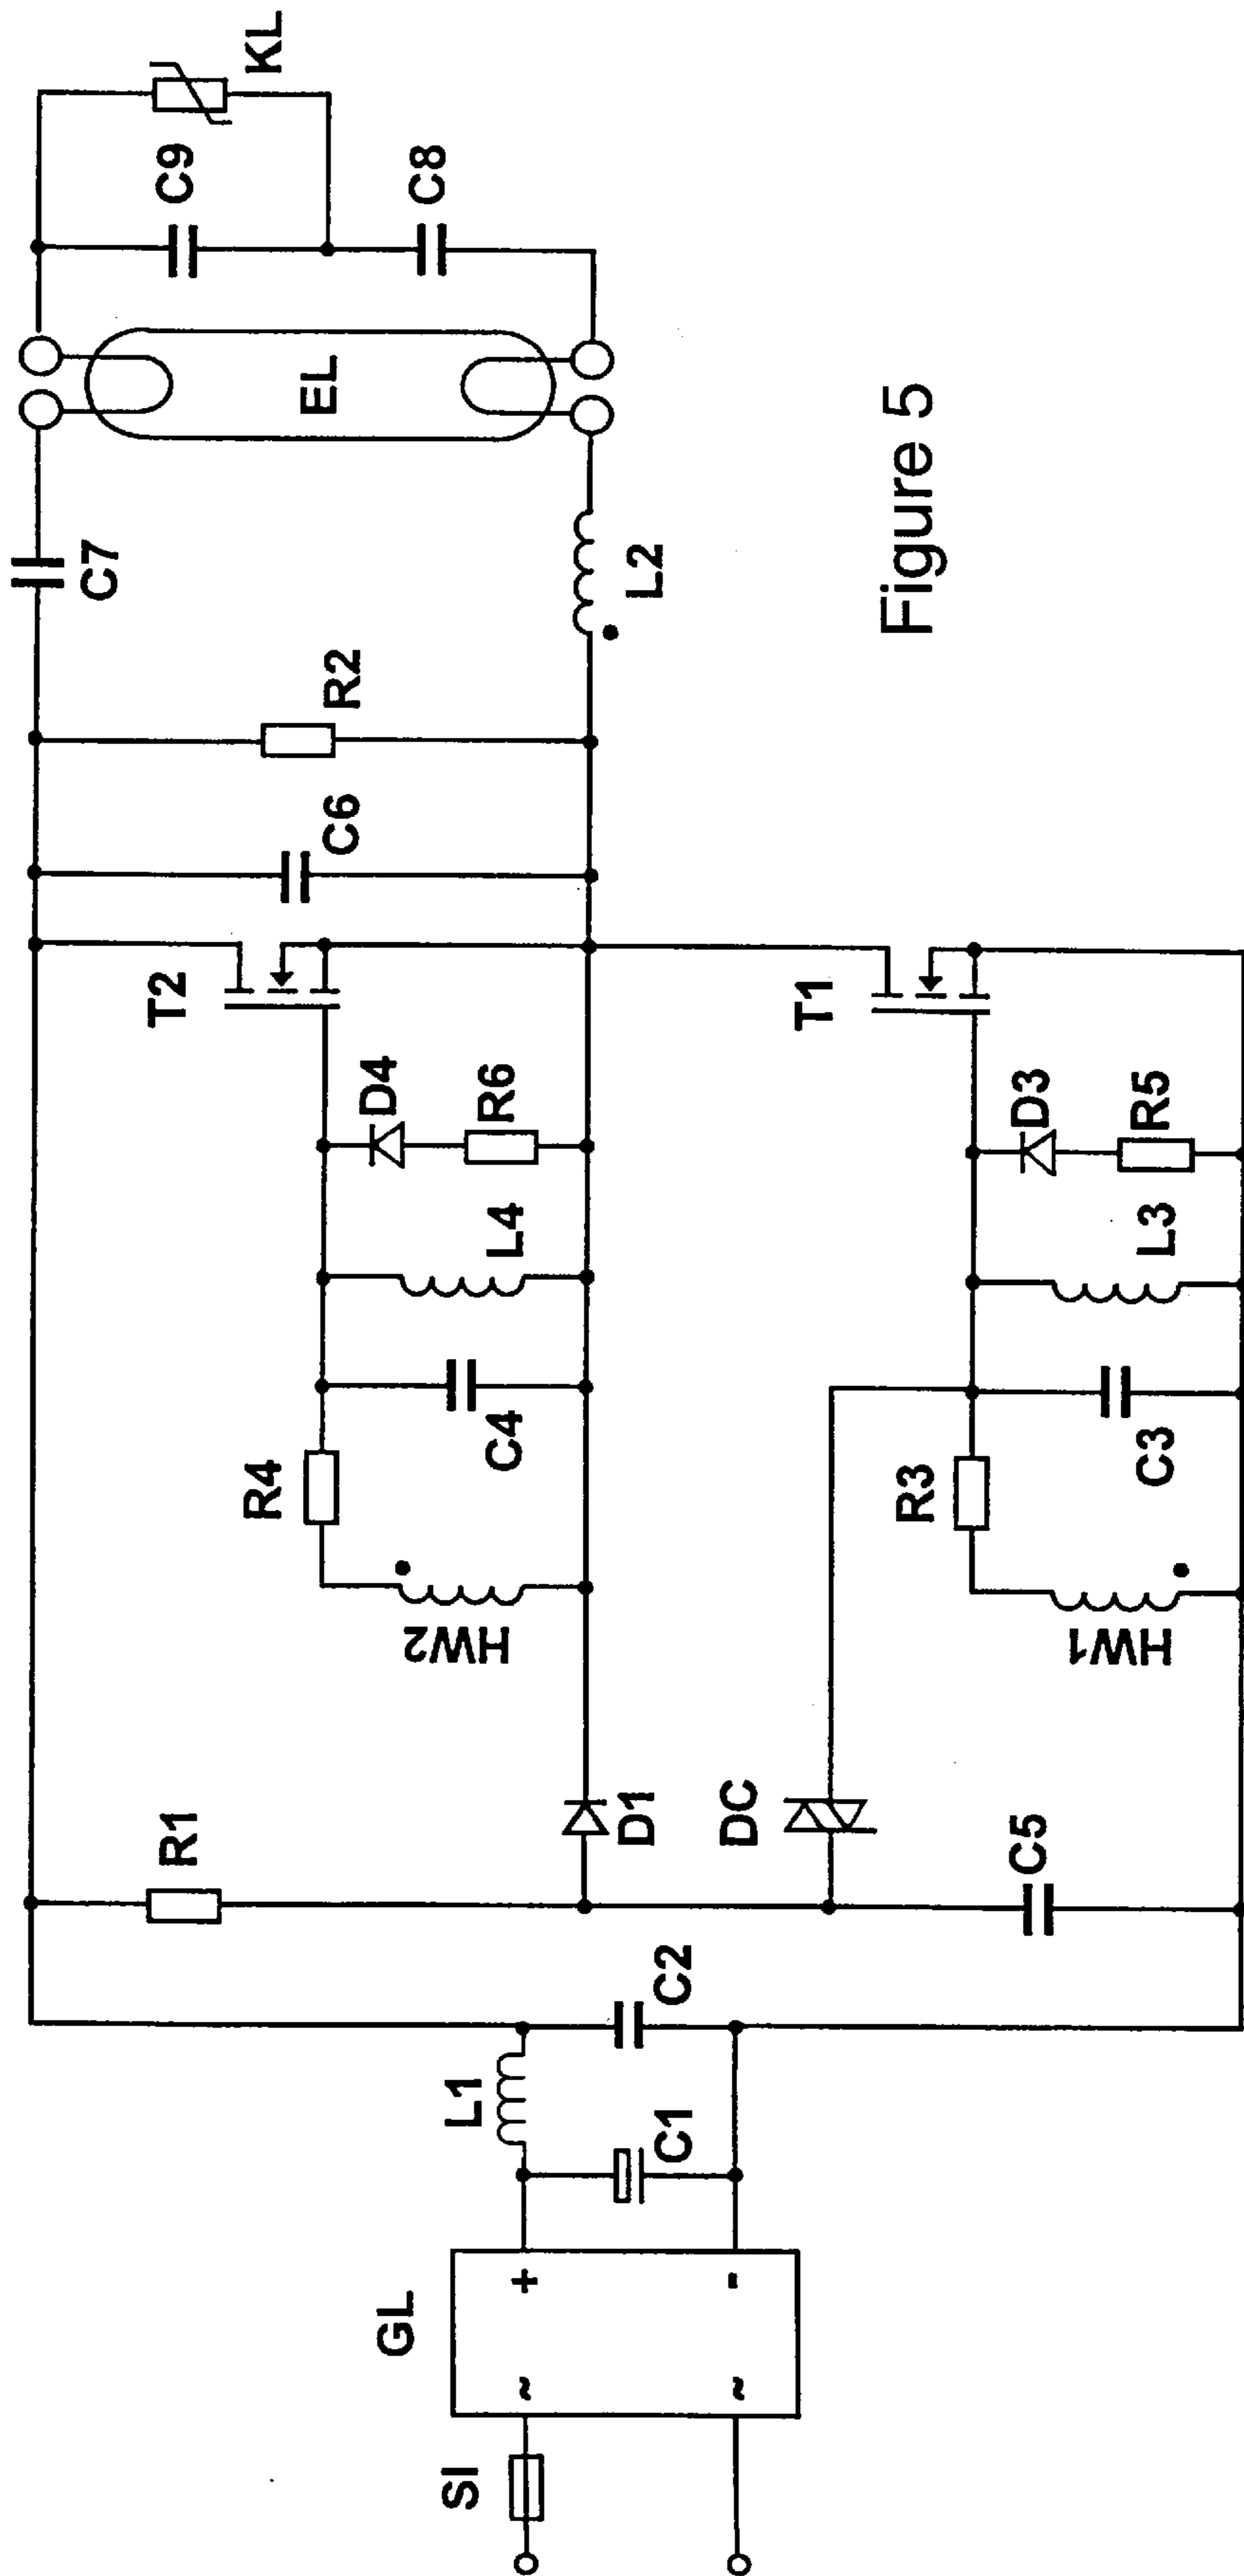 SI
GL
~
+
~
-
L1
C1
C2
R1
D1
DC
C5
HW2
R4
C4
L4
D4
R6
T2
HW1
R3
C3
L3
D3
R5
T1
C6
R2
C7
L2
EL
C9
C8
KL
Figure 5